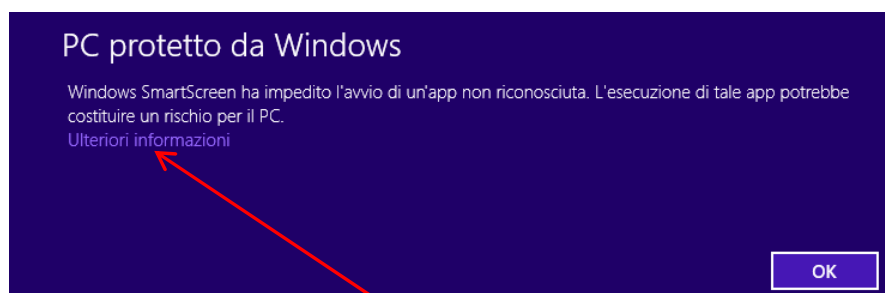 PC protetto da Windows
Windows SmartScreen ha impedito l'avvio di un'app non riconosciuta. L'esecuzione di tale app potrebbe
costituire un rischio per il PC.
Ulteriori informazioni
OK